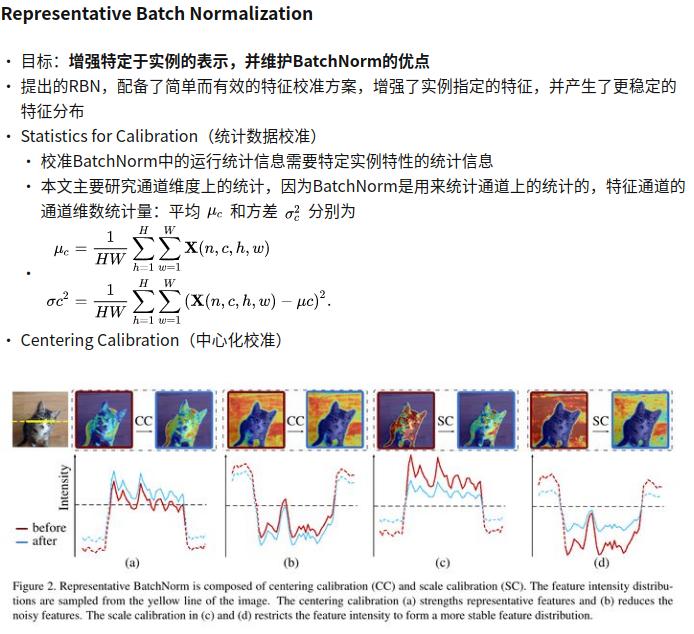 Representative Batch Normalization
• 目标：增强特定于实例的表示，并维护BatchNorm的优点
• 提出的RBN，配备了简单而有效的特征校准方案，增强了实例指定的特征，并产生了更稳定的
特征分布
• Statistics for Calibration（统计数据校准）
• 校准BatchNorm中的运行统计信息需要特定实例特性的统计信息
• 本文主要研究通道维度上的统计，因为BatchNorm是用来统计通道上的统计的，特征通道的
通道维数统计量：平均 μ_c 和方差 σ_c^2 分别为
μ_c = \frac{1}{HW} \sum_{h=1}^{H} \sum_{w=1}^{W} X(n, c, h, w)
•
σc^2 = \frac{1}{HW} \sum_{h=1}^{H} \sum_{w=1}^{W} (X(n, c, h, w) − μc)^2.
• Centering Calibration（中心化校准）
CC CC SC SC
Intensity
before
after
(a) (b) (c) (d)
Figure 2. Representative BatchNorm is composed of centering calibration (CC) and scale calibration (SC). The feature intensity distribu-
tions are sampled from the yellow line of the image. The centering calibration (a) strengths representative features and (b) reduces the
noisy features. The scale calibration in (c) and (d) restricts the feature intensity to form a more stable feature distribution.